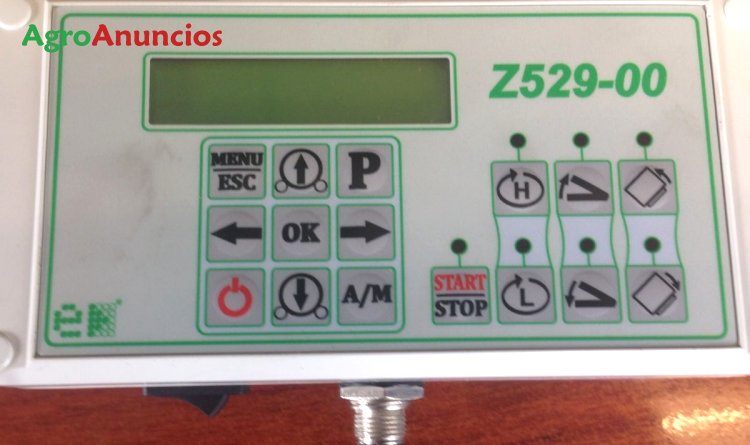 AgroAnuncios
Z529-00
MENU
ESC
P
OK
A/M
H
L
START
STOP